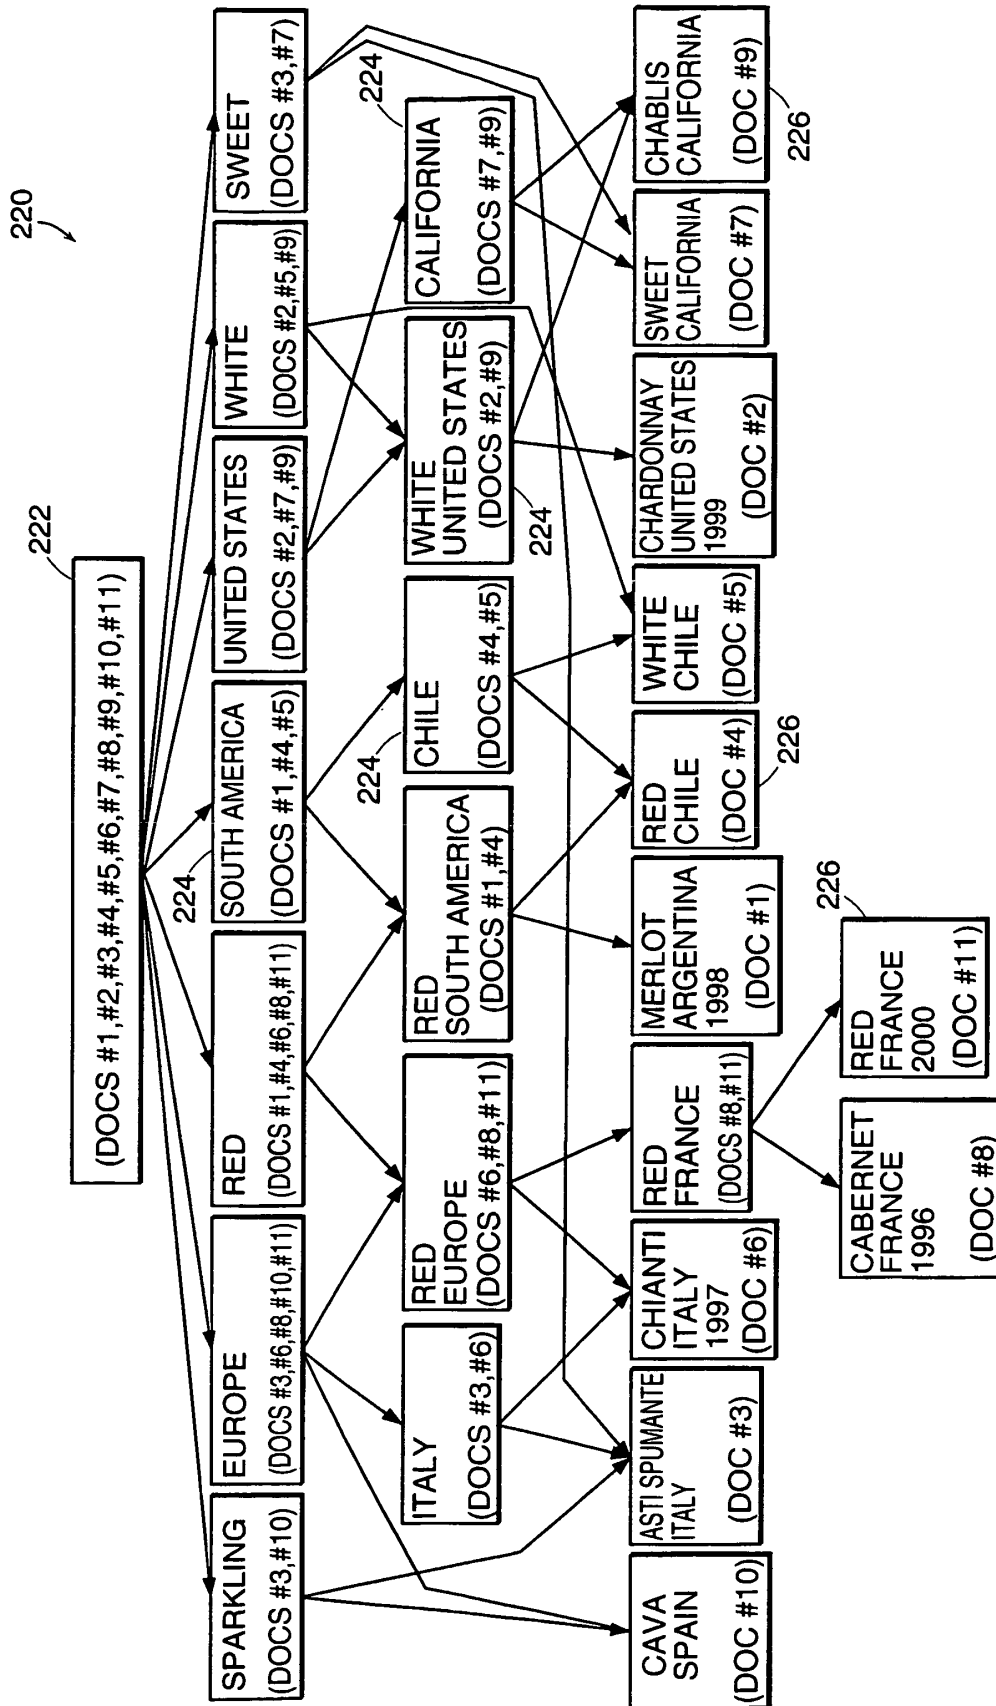 220
222
(DOCS #1,#2,#3,#4,#5,#6,#7,#8,#9,#10,#11)
SPARKLING
(DOCS #3,#10)
EUROPE
(DOCS #3,#6,#8,#10,#11)
RED
(DOCS #1,#4,#6,#8,#11)
224
SOUTH AMERICA
(DOCS #1,#4,#5)
UNITED STATES
(DOCS #2,#7,#9)
WHITE
(DOCS #2,#5,#9)
SWEET
(DOCS #3,#7)
ITALY
(DOCS #3,#6)
RED
EUROPE
(DOCS #6,#8,#11)
RED
SOUTH AMERICA
(DOCS #1,#4)
224
CHILE
(DOCS #4,#5)
WHITE
UNITED STATES
(DOCS #2,#9)
224
CALIFORNIA
(DOCS #7,#9)
224
CAVA
SPAIN
(DOC #10)
ASTI SPUMANTE
ITALY
(DOC #3)
CHIANTI
ITALY
1997
(DOC #6)
RED
FRANCE
(DOCS #8,#11)
MERLOT
ARGENTINA
1998
(DOC #1)
RED
CHILE
(DOC #4)
226
WHITE
CHILE
(DOC #5)
CHARDONNAY
UNITED STATES
1999
(DOC #2)
SWEET
CALIFORNIA
(DOC #7)
CHABLIS
CALIFORNIA
(DOC #9)
226
CABERNET
FRANCE
1996
(DOC #8)
RED
FRANCE
2000
(DOC #11)
226